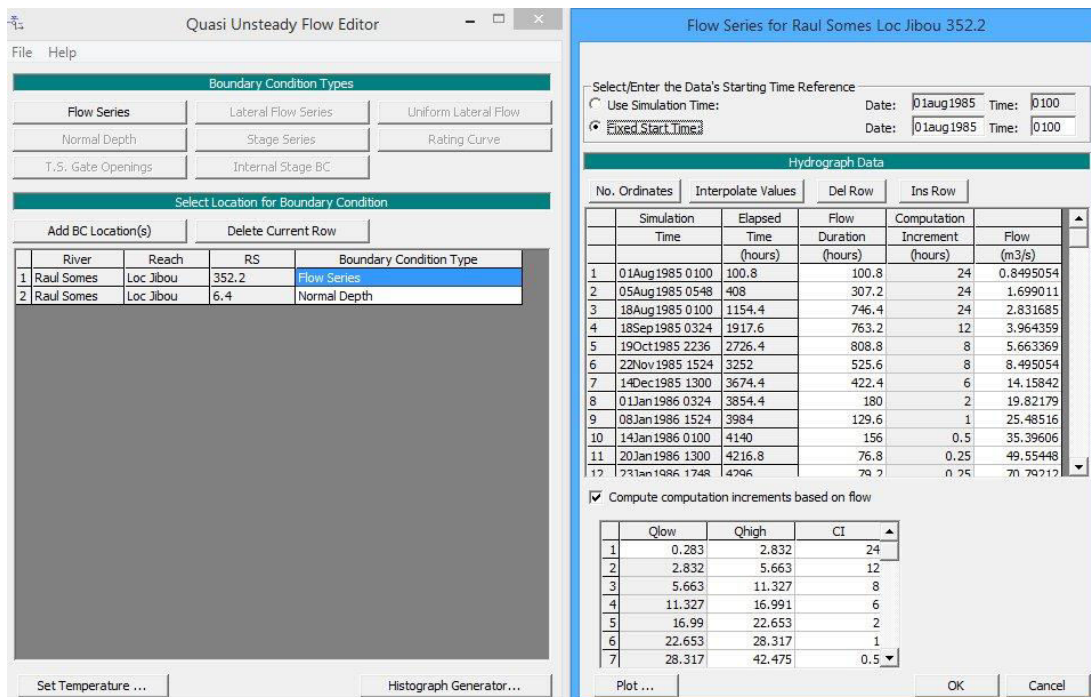 Quasi Unsteady Flow Editor
File Help
Boundary Condition Types
Flow Series Lateral Flow Series Uniform Lateral Flow
Normal Depth Stage Series Rating Curve
T.S. Gate Openings Internal Stage BC
Select Location for Boundary Condition
Add BC Location(s) Delete Current Row
River Reach RS Boundary Condition Type
1 Raul Somes Loc Jibou 352.2 Flow Series
2 Raul Somes Loc Jibou 6.4 Normal Depth
Set Temperature ... Histograph Generator...
Flow Series for Raul Somes Loc Jibou 352.2
Select/Enter the Data's Starting Time Reference
Use Simulation Time: Date: 01aug1985 Time: 0100
Fixed Start Time: Date: 01aug1985 Time: 0100
Hydrograph Data
No. Ordinates Interpolate Values Del Row Ins Row
Simulation Elapsed Flow Computation
Time Time Duration Increment Flow
(hours) (hours) (hours) (m3/s)
1 01Aug1985 0100 100.8 100.8 24 0.8495054
2 05Aug1985 0548 408 307.2 24 1.699011
3 18Aug1985 0100 1154.4 746.4 24 2.831685
4 18Sep1985 0324 1917.6 763.2 12 3.964359
5 19Oct1985 2236 2726.4 808.8 8 5.663369
6 22Nov1985 1524 3252 525.6 8 8.495054
7 14Dec1985 1300 3674.4 422.4 6 14.15842
8 01Jan1986 0324 3854.4 180 2 19.82179
9 08Jan1986 1524 3984 129.6 1 25.48516
10 14Jan1986 0100 4140 156 0.5 35.39606
11 20Jan1986 1300 4216.8 76.8 0.25 49.55448
12 23Jan1986 1748 4296 79.2 0.25 70.79212
Compute computation increments based on flow
Qlow Qhigh CI
1 0.283 2.832 24
2 2.832 5.663 12
3 5.663 11.327 8
4 11.327 16.991 6
5 16.99 22.653 2
6 22.653 28.317 1
7 28.317 42.475 0.5
Plot ... OK Cancel